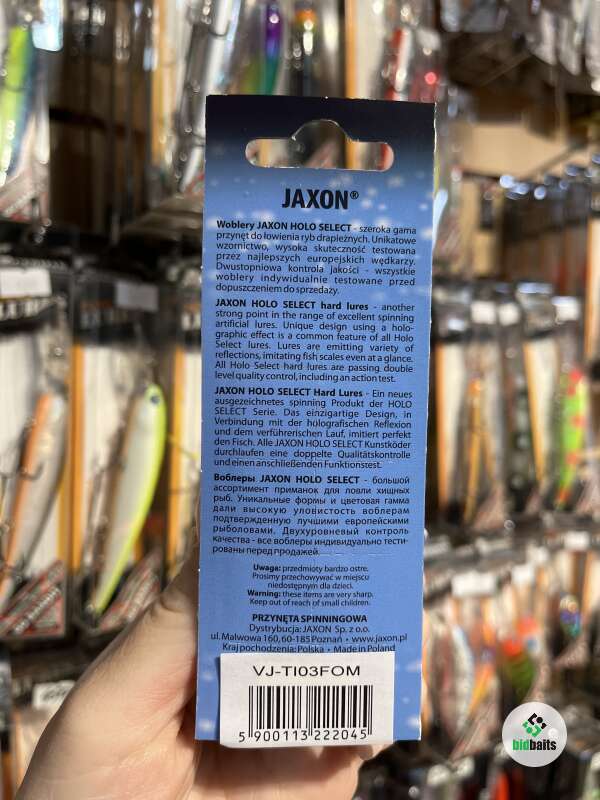 JAXON®
Woblery JAXON HOLO SELECT - szeroka gama
przynęt do łowienia ryb drapieżnych. Unikatowe
wzornictwo, wysoka skuteczność testowana
przez najlepszych europejskich wędkarzy.
Dwustopniowa kontrola jakości - wszystkie
woblery indywidualnie testowane przed
dopuszczeniem do sprzedaży.
JAXON HOLO SELECT hard lures - another
strong point in the range of excellent spinning
artificial lures. Unique design using a holo-
graphic effect is a common feature of all Holo
Select lures. Lures are emitting variety of
reflections, imitating fish scales even at a glance.
All Holo Select hard lures are passing double
level quality control, including an action test.
JAXON HOLO SELECT Hard Lures - Ein neues
ausgezeichnetes spinning Produkt der HOLO
SELECT Serie. Das einzigartige Design, in
Verbindung mit der holografischen Reflexion
und dem verführerischen Lauf, imitiert perfekt
den Fisch. Alle JAXON HOLO SELECT Kunstköder
durchlaufen eine doppelte Qualitätskontrolle
und einen anschließenden Funktionstest.
Воблеры JAXON HOLO SELECT - большой
ассортимент приманок для ловли хищных
рыб. Уникальные формы и цветовая гамма
дали высокую уловистость воблерам
подтвержденную лучшими европейскими
рыболовами. Двухуровневый контроль
качества - все воблеры индивидуально тести-
рованы перед продажей.
Uwaga: przedmioty bardzo ostre.
Prosimy przechowywać w miejscu
niedostępnym dla dzieci.
Warning: these items are very sharp.
Keep out of reach of small children.
PRZYNĘTA SPINNINGOWA
Dystrybucja: JAXON Sp. z o.o.
ul. Malwowa 160, 60-185 Poznań • www.jaxon.pl
Kraj pochodzenia: Polska • Made in Poland
VJ-TI03FOM
5 900113 222045
bidbaits